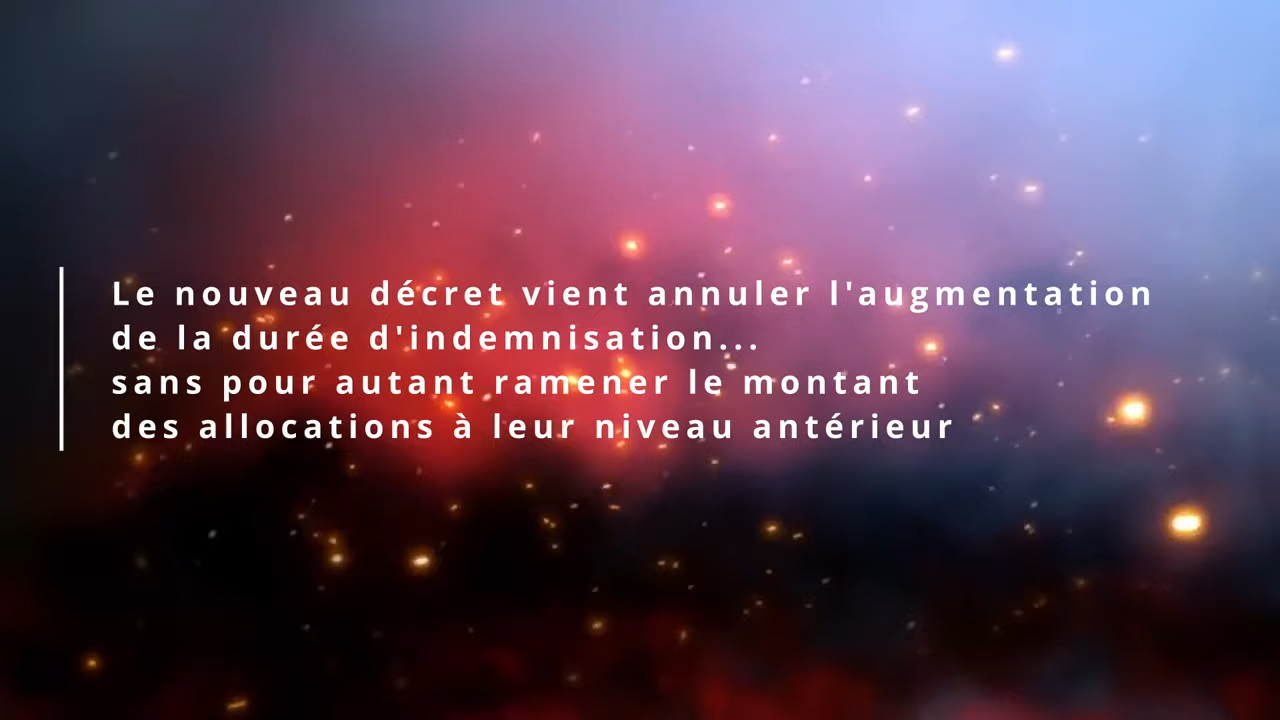 Le nouveau décret vient annuler l'augmentation
de la durée d'indemnisation...
sans pour autant ramener le montant
des allocations à leur niveau antérieur